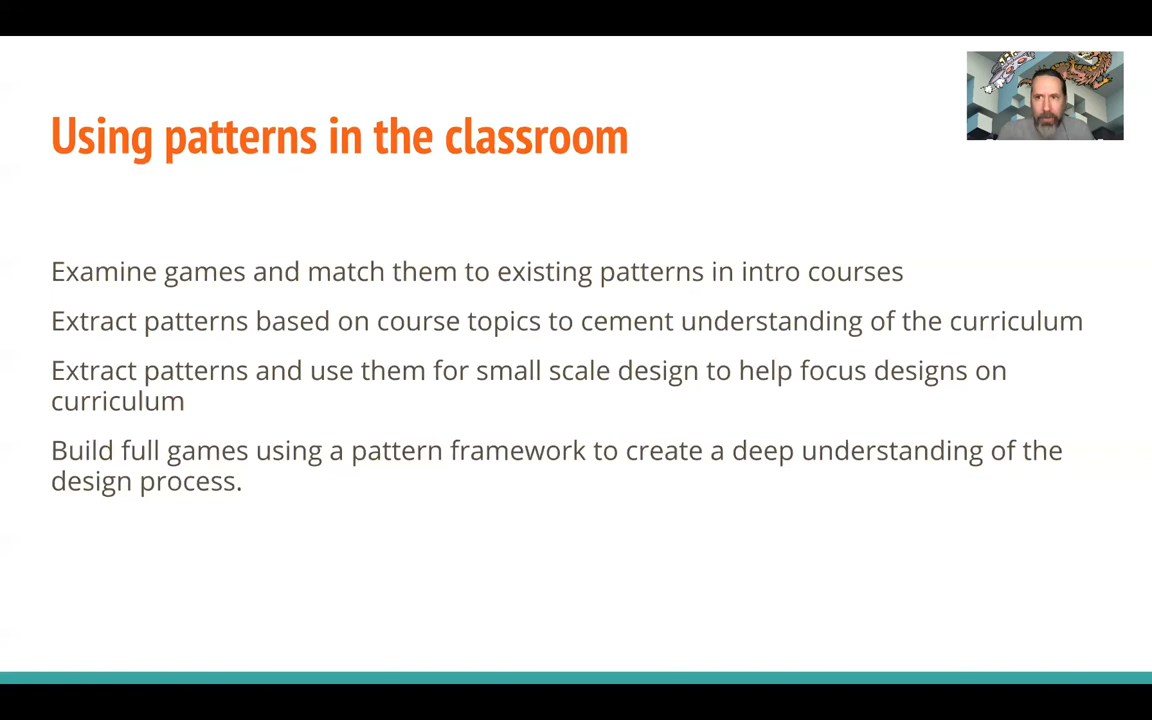 Using patterns in the classroom
Examine games and match them to existing patterns in intro courses
Extract patterns based on course topics to cement understanding of the curriculum
Extract patterns and use them for small scale design to help focus designs on
curriculum
Build full games using a pattern framework to create a deep understanding of the
design process.